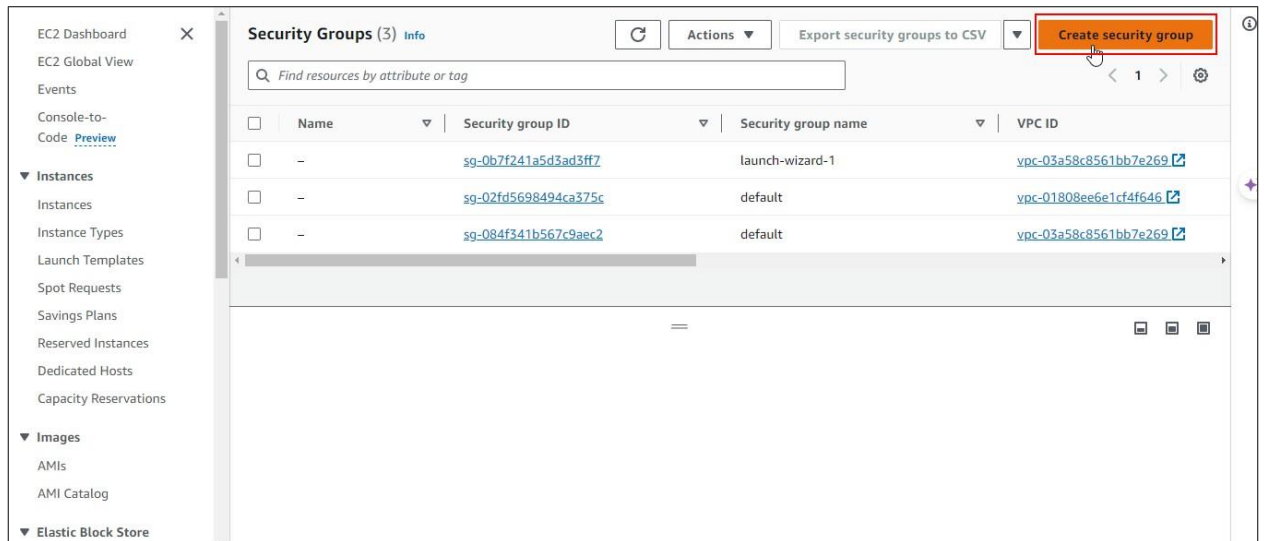 EC2 Dashboard
EC2 Global View
Events
Console-to-
Code Preview
Instances
Instances
Instance Types
Launch Templates
Spot Requests
Savings Plans
Reserved Instances
Dedicated Hosts
Capacity Reservations
Images
AMIs
AMI Catalog
Elastic Block Store
Security Groups (3) Info
Actions
Export security groups to CSV
Create security group
Find resources by attribute or tag
1
Name Security group ID Security group name VPC ID
– sg-0b7f241a5d3ad3ff7 launch-wizard-1 vpc-03a58c8561bb7e269
– sg-02fd5698494ca375c default vpc-01808ee6e1cf4f646
– sg-084f341b567c9aec2 default vpc-03a58c8561bb7e269